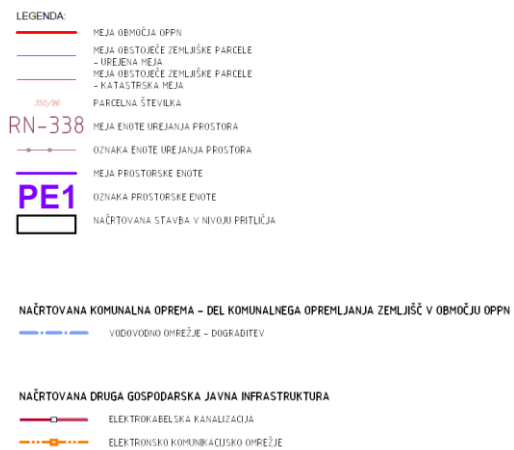 LEGENDA:
MEJA OBMOČJA OPPN
MEJA OBSTOJEČE ZEMLJIŠKE PARCELE
- UREJENA MEJA
MEJA OBSTOJEČE ZEMLJIŠKE PARCELE
- KATASTRSKA MEJA
350/96 PARCELNA ŠTEVILKA
RN-338 MEJA ENOTE UREJANJA PROSTORA
OZNAKA ENOTE UREJANJA PROSTORA
MEJA PROSTORSKE ENOTE
PE1 OZNAKA PROSTORSKE ENOTE
NAČRTOVANA STAVBA V NIVOJU PRITLIČJA
NAČRTOVANA KOMUNALNA OPREMA - DEL KOMUNALNEGA OPREMLJANJA ZEMLJIŠČ V OBMOČJU OPPN
VODOVODNO OMREŽJE - DOGRADITEV
NAČRTOVANA DRUGA GOSPODARSKA JAVNA INFRASTRUKTURA
ELEKTROKABELSKA KANALIZACIJA
ELEKTRONSKO KOMUNIKACIJSKO OMREŽJE